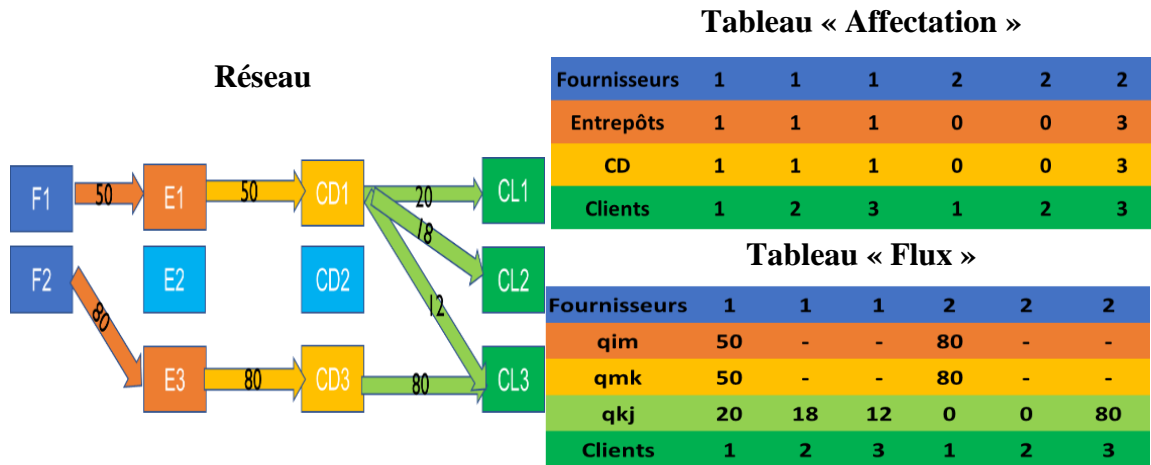 Tableau « Affectation »
Réseau
Fournisseurs 1 1 1 2 2 2
Entrepôts 1 1 1 0 0 3
CD 1 1 1 0 0 3
Clients 1 2 3 1 2 3
F1 50 E1 50 CD1 20 CL1
18
F2 E2 CD2 CL2
80
12
E3 80 CD3 80 CL3
Tableau « Flux »
Fournisseurs 1 1 1 2 2 2
qim 50 - - 80 - -
qmk 50 - - 80 - -
qkj 20 18 12 0 0 80
Clients 1 2 3 1 2 3